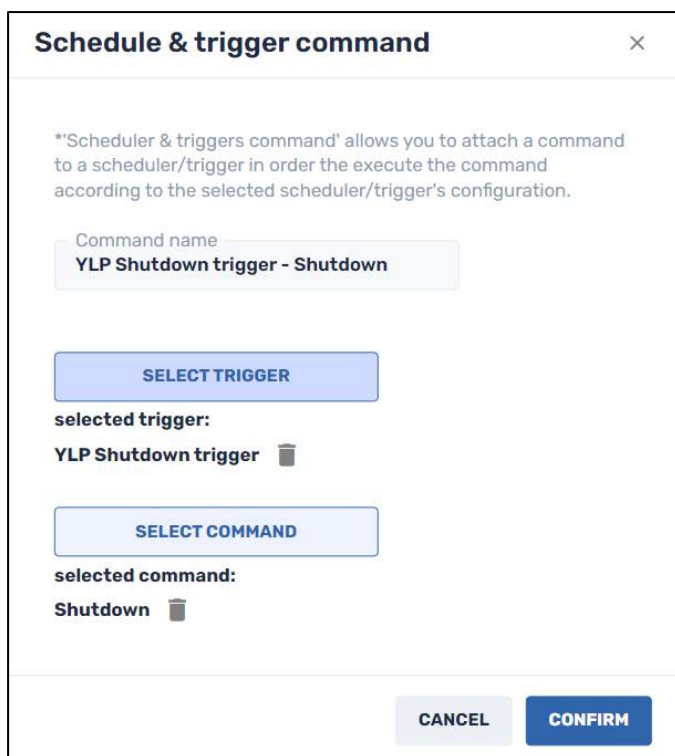 Schedule & trigger command
*'Scheduler & triggers command' allows you to attach a command
to a scheduler/trigger in order the execute the command
according to the selected scheduler/trigger's configuration.
Command name
YLP Shutdown trigger - Shutdown
SELECT TRIGGER
selected trigger:
YLP Shutdown trigger
SELECT COMMAND
selected command:
Shutdown
CANCEL CONFIRM